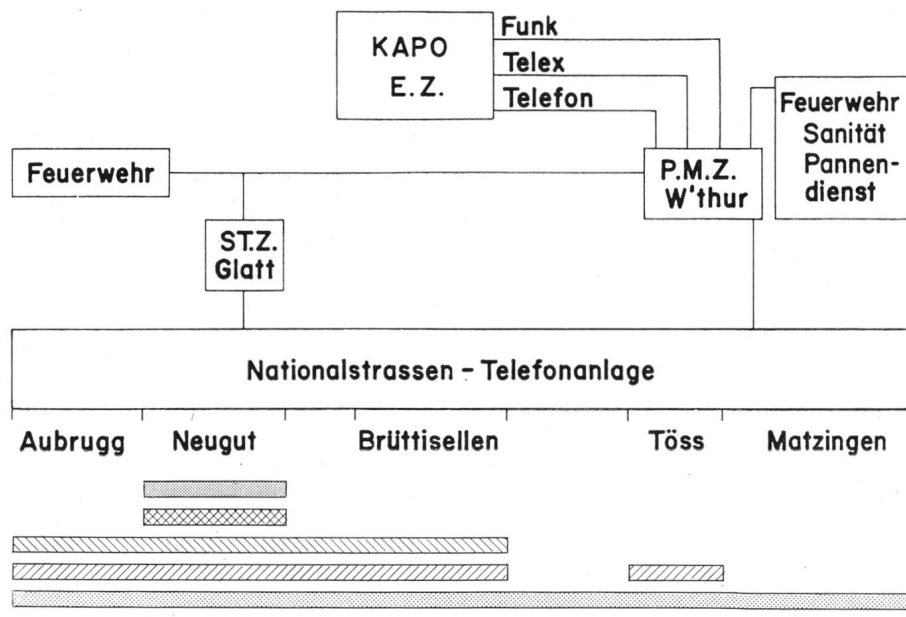 KAPO
E.Z.
Funk
Telex
Telefon
Feuerwehr
Sanität
Pannen-
dienst
Feuerwehr
P.M.Z.
W'thur
ST.Z.
Glatt
Nationalstrassen - Telefonanlage
Aubrugg Neugut Brüttisellen Töss Matzingen